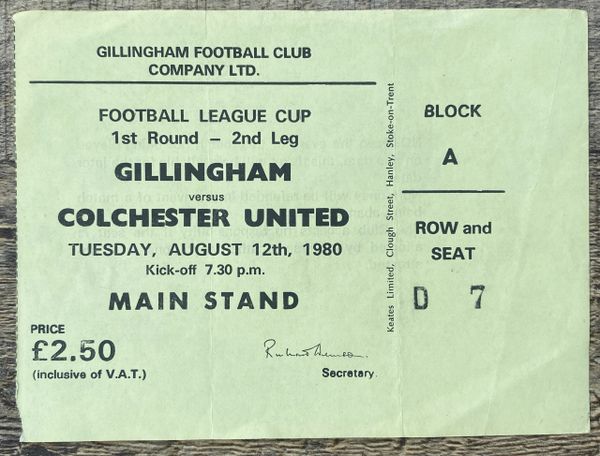 GILLINGHAM FOOTBALL CLUB
COMPANY LTD.
FOOTBALL LEAGUE CUP
1st Round – 2nd Leg
GILLINGHAM
versus
COLCHESTER UNITED
TUESDAY, AUGUST 12th, 1980
Kick-off 7.30 p.m.
MAIN STAND
PRICE
£2.50
(inclusive of V.A.T.)
Secretary.
Keates Limited, Clough Street, Hanley, Stoke-on-Trent
BLOCK
A
ROW and
SEAT
D 7